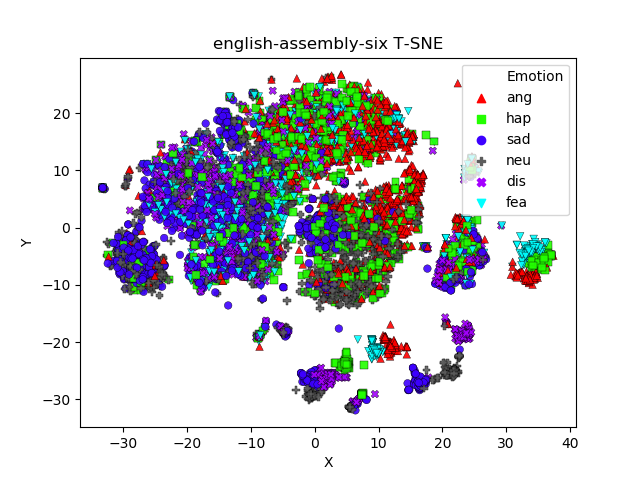 english-assembly-six T-SNE
Emotion
ang
hap
sad
neu
dis
fea
20
10
0
−10
−20
−30
Y
−30 −20 −10 0 10 20 30 40
X